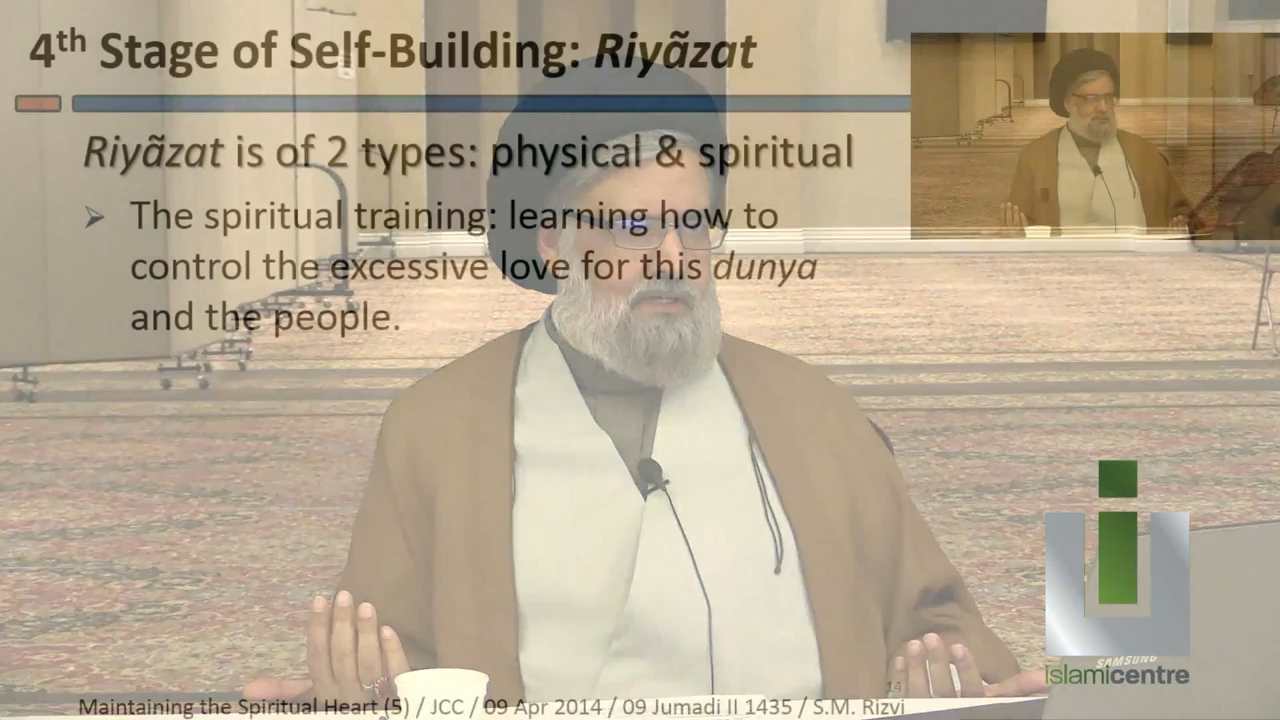 4th Stage of Self-Building: Riyãzat
Riyãzat is of 2 types: physical & spiritual
The spiritual training: learning how to
control the excessive love for this dunya
and the people.
14
SAMSUNG
islamicentre
Maintaining the Spiritual Heart (5) / JCC / 09 Apr 2014 / 09 Jumadi II 1435 / S.M. Rizvi